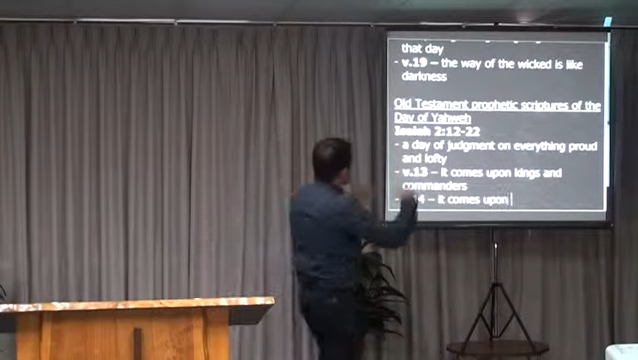 that day
- v.19 – the way of the wicked is like
darkness
Old Testament prophetic scriptures of the
Day of Yahweh
Isaiah 2:12-22
- a day of judgment on everything proud
and lofty
- v.13 – it comes upon kings and
commanders
- 4 – it comes upon